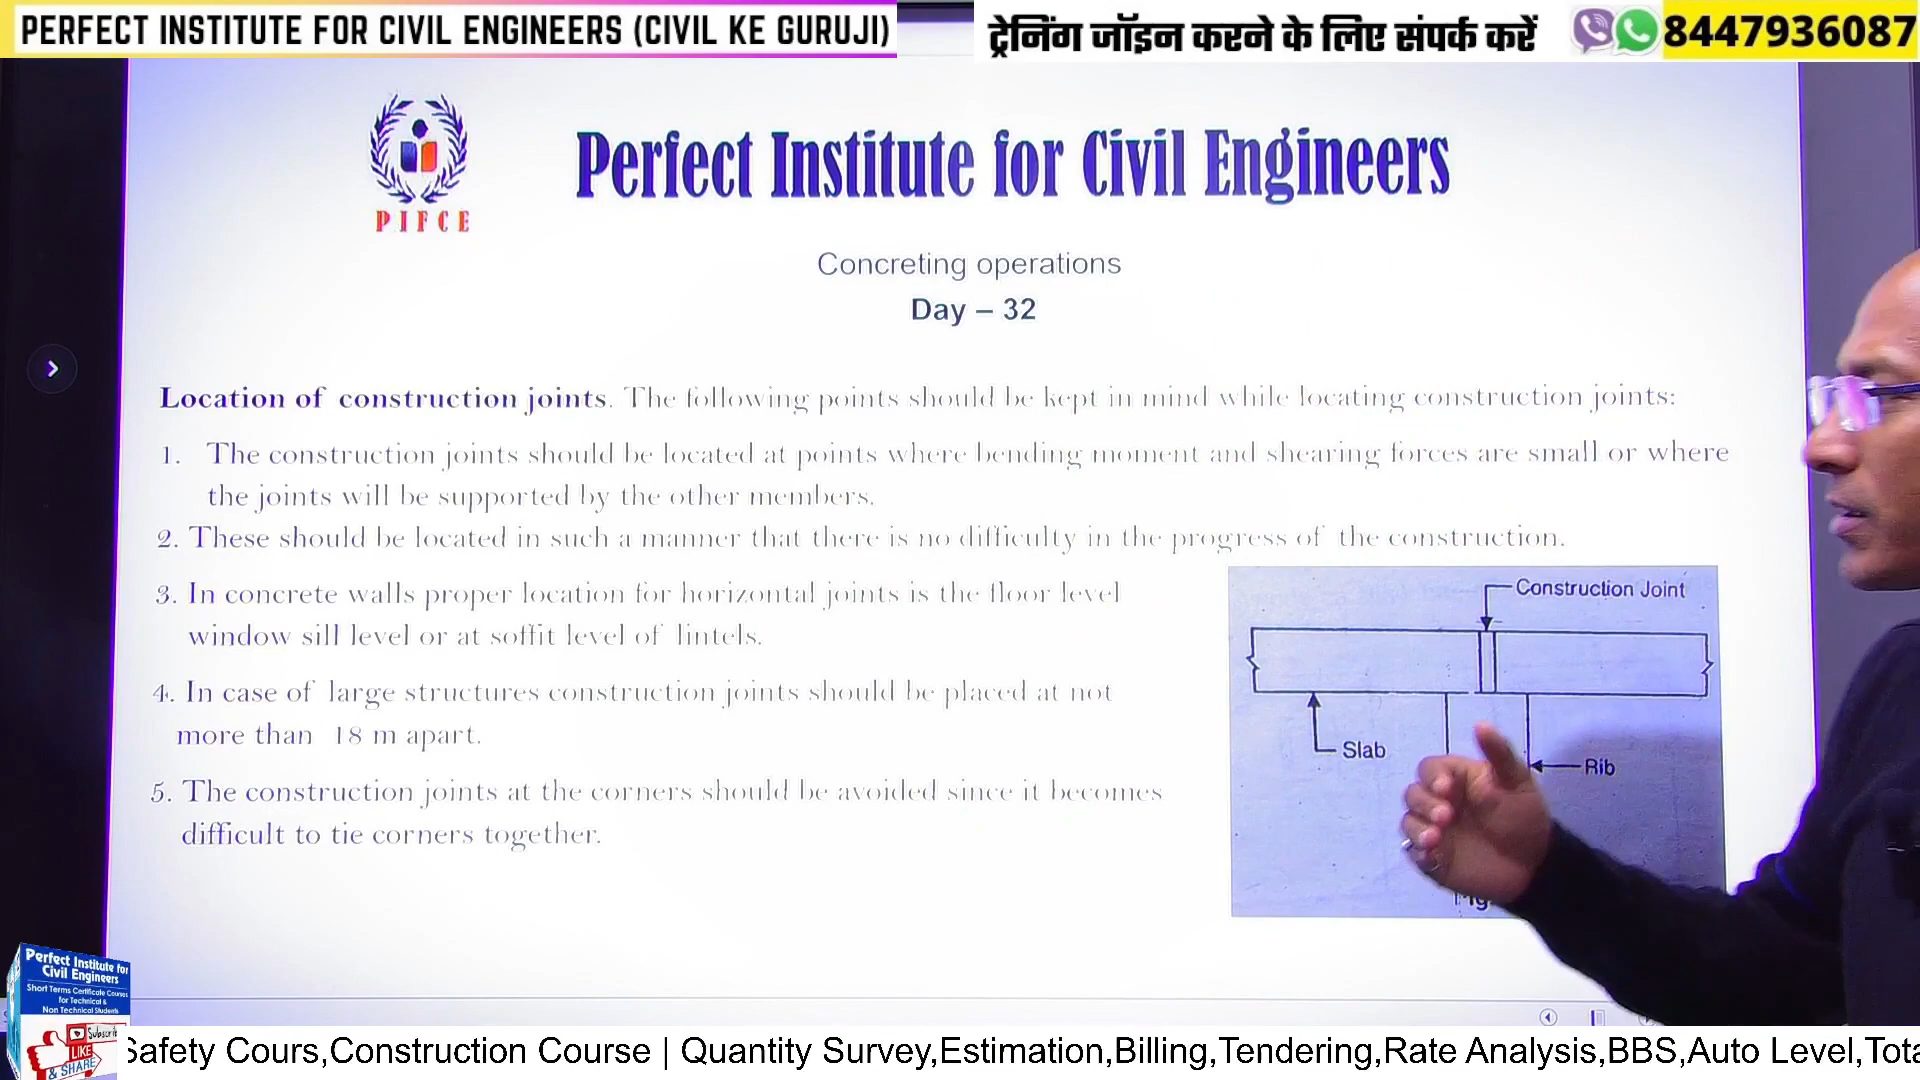 PERFECT INSTITUTE FOR CIVIL ENGINEERS (CIVIL KE GURUJI)
ट्रेनिंग जॉइन करने के लिए संपर्क करें
8447936087
PIFCE
Perfect Institute for Civil Engineers
Concreting operations
Day – 32
Location of construction joints. The following points should be kept in mind while locating construction joints:
1. The construction joints should be located at points where bending moment and shearing forces are small or where
the joints will be supported by the other members.
2. These should be located in such a manner that there is no difficulty in the progress of the construction.
3. In concrete walls proper location for horizontal joints is the floor level
window sill level or at soffit level of lintels.
4. In case of large structures construction joints should be placed at not
more than 18 m apart.
5. The construction joints at the corners should be avoided since it becomes
difficult to tie corners together.
Construction Joint
Slab
Rib
Perfect Institute for
Civil Engineers
Short Terms Certificate Courses
for Technical &
Non Technical Students
Subscribe
LIKE
& SHARE
Safety Cours,Construction Course | Quantity Survey,Estimation,Billing,Tendering,Rate Analysis,BBS,Auto Level,Tota